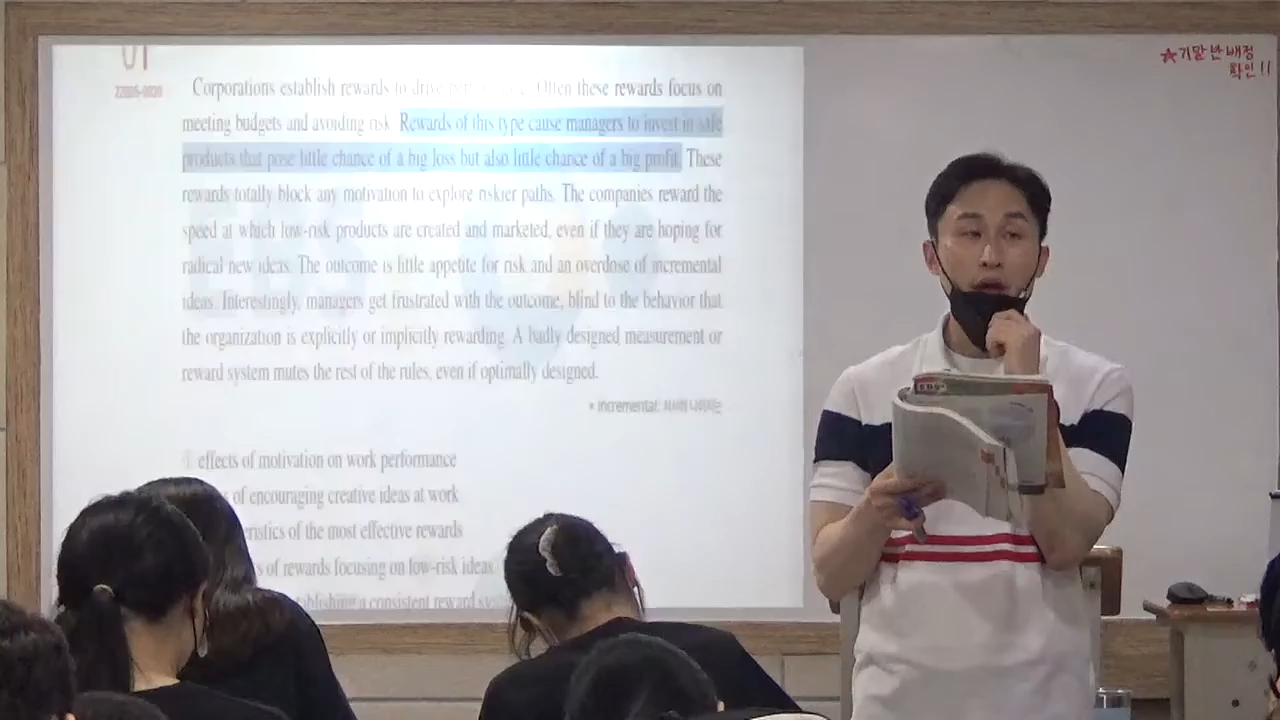 01
Corporations establish rewards to drive Often these rewards focus on
meeting budgets and avoiding risk. Rewards of this type cause managers to invest in safe
products that pose little chance of a big loss but also little chance of a big profit. These
rewards totally block any motivation to explore riskier paths. The companies reward the
speed at which low-risk products are created and marketed, even if they are hoping for
radical new ideas. The outcome is little appetite for risk and an overdose of incremental
ideas. Interestingly, managers get frustrated with the outcome, blind to the behavior that
the organization is explicitly or implicitly rewarding. A badly designed measurement or
reward system mutes the rest of the rules, even if optimally designed.
* incremental:
effects of motivation on work performance
of encouraging creative ideas at work
of the most effective rewards
of rewards focusing on low-risk ideas
establishing a consistent reward
★기말 반 배정
확인!!
EBS